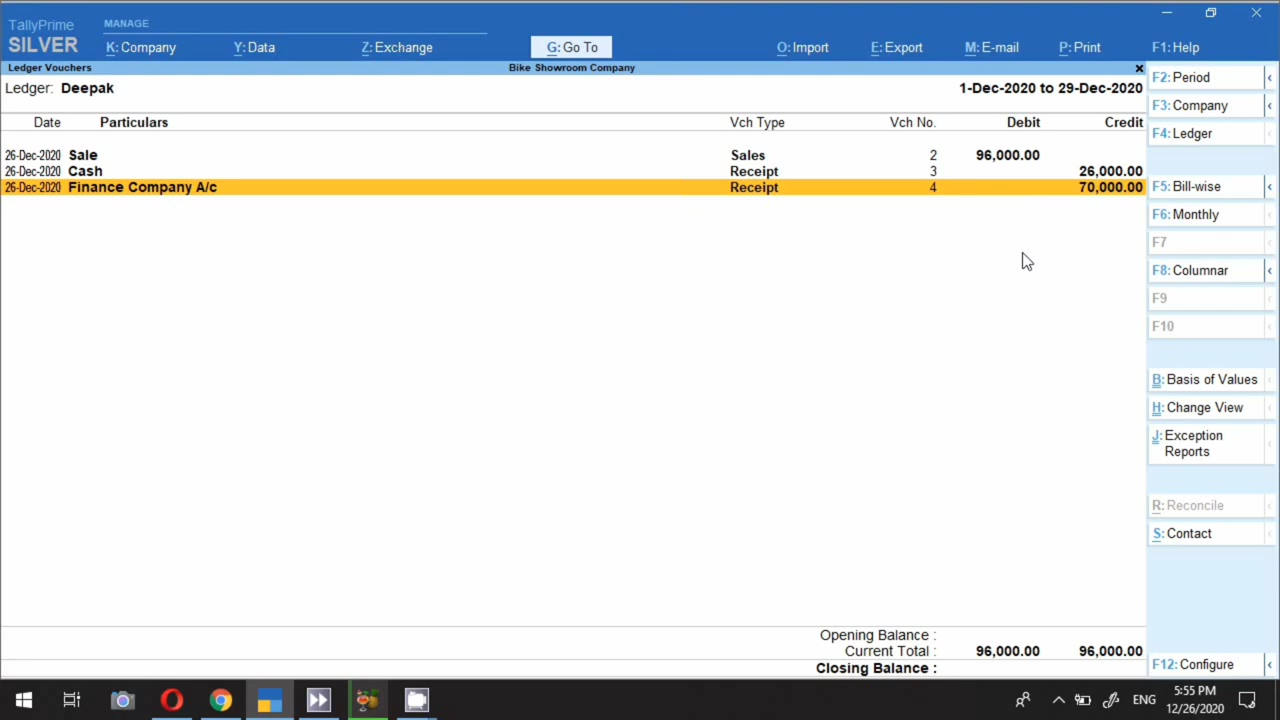 TallyPrime MANAGE
SILVER K: Company Y: Data Z: Exchange G: Go To O: Import E: Export M: E-mail P: Print F1: Help
Ledger Vouchers Bike Showroom Company
Ledger: Deepak 1-Dec-2020 to 29-Dec-2020
Date Particulars Vch Type Vch No. Debit Credit
26-Dec-2020 Sale Sales 2 96,000.00
26-Dec-2020 Cash Receipt 3 26,000.00
26-Dec-2020 Finance Company A/c Receipt 4 70,000.00
Opening Balance :
Current Total : 96,000.00 96,000.00
Closing Balance :
F2: Period
F3: Company
F4: Ledger
F5: Bill-wise
F6: Monthly
F7
F8: Columnar
F9
F10
B: Basis of Values
H: Change View
J: Exception
Reports
R: Reconcile
S: Contact
F12: Configure
ENG 5:55 PM
12/26/2020